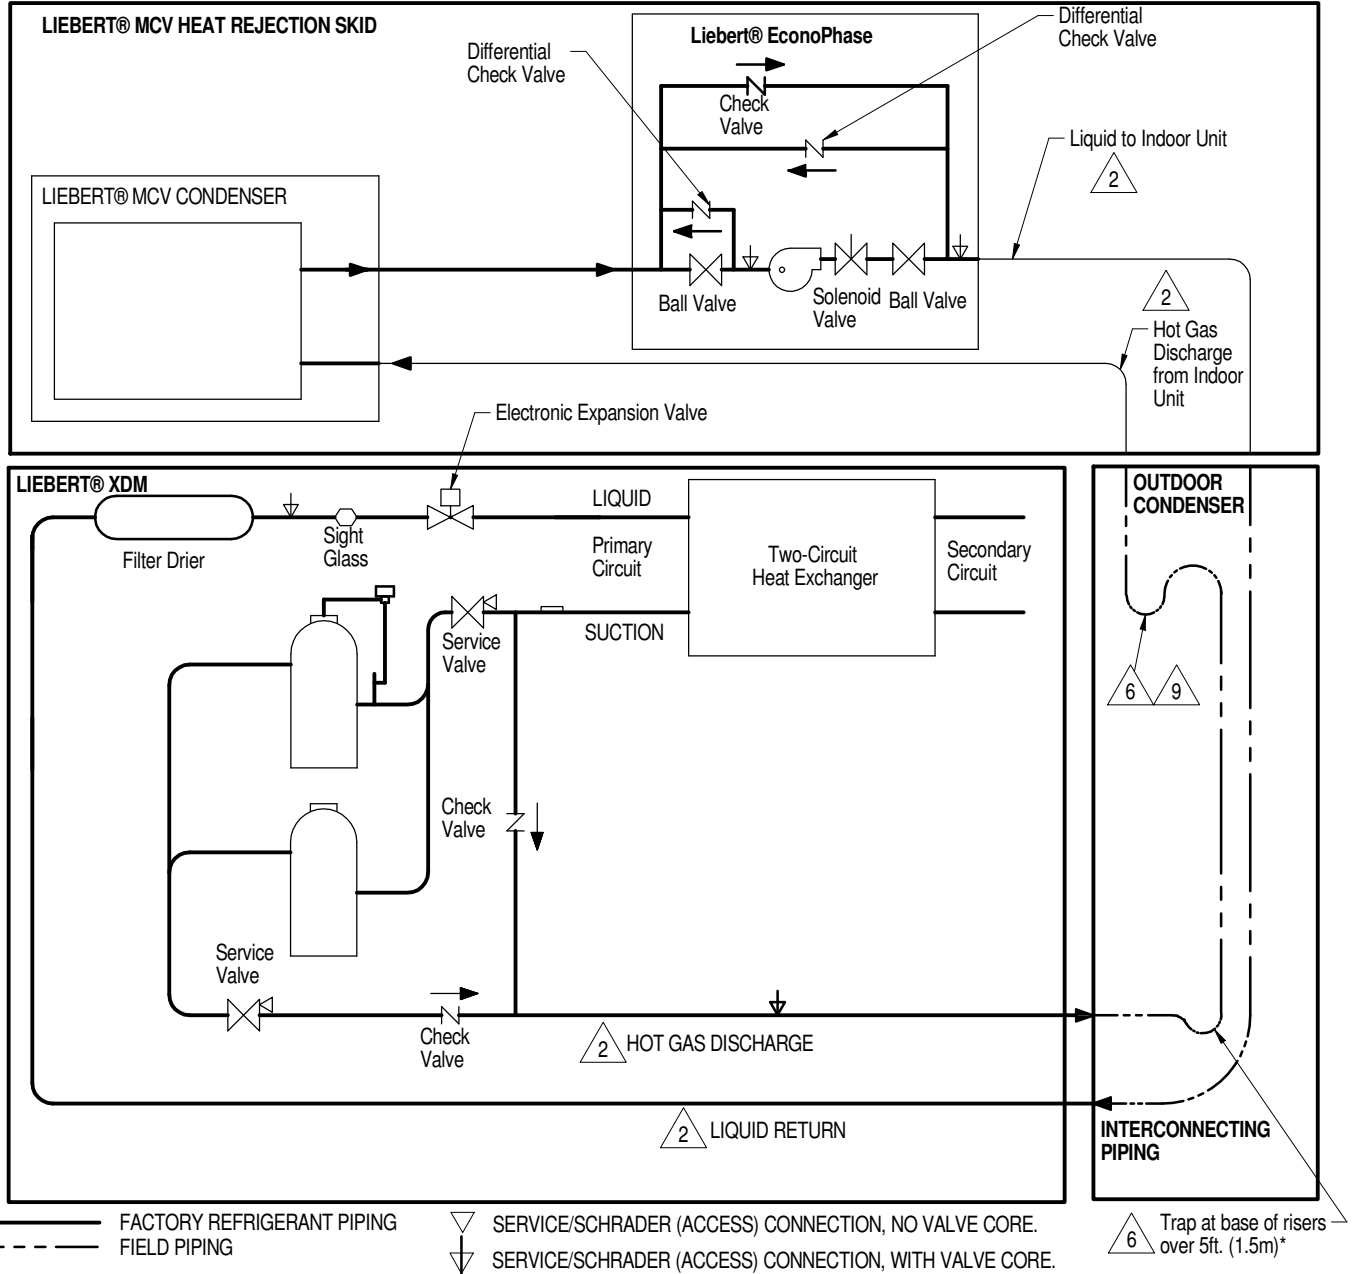 LIEBERT® MCV HEAT REJECTION SKID
Differential
Check Valve
Liebert® EconoPhase
Differential
Check Valve
Check
Valve
Liquid to Indoor Unit
2
LIEBERT® MCV CONDENSER
Ball Valve
Solenoid
Valve
Ball Valve
2
Hot Gas
Discharge
from Indoor
Unit
Electronic Expansion Valve
LIEBERT® XDM
Filter Drier
Sight
Glass
LIQUID
Primary
Circuit
Two-Circuit
Heat Exchanger
Secondary
Circuit
SUCTION
Service
Valve
Check
Valve
Service
Valve
Check
Valve
2
HOT GAS DISCHARGE
2
LIQUID RETURN
OUTDOOR
CONDENSER
6
9
INTERCONNECTING
PIPING
6
Trap at base of risers
over 5ft. (1.5m)*
FACTORY REFRIGERANT PIPING
FIELD PIPING
SERVICE/SCHRADER (ACCESS) CONNECTION, NO VALVE CORE.
SERVICE/SCHRADER (ACCESS) CONNECTION, WITH VALVE CORE.